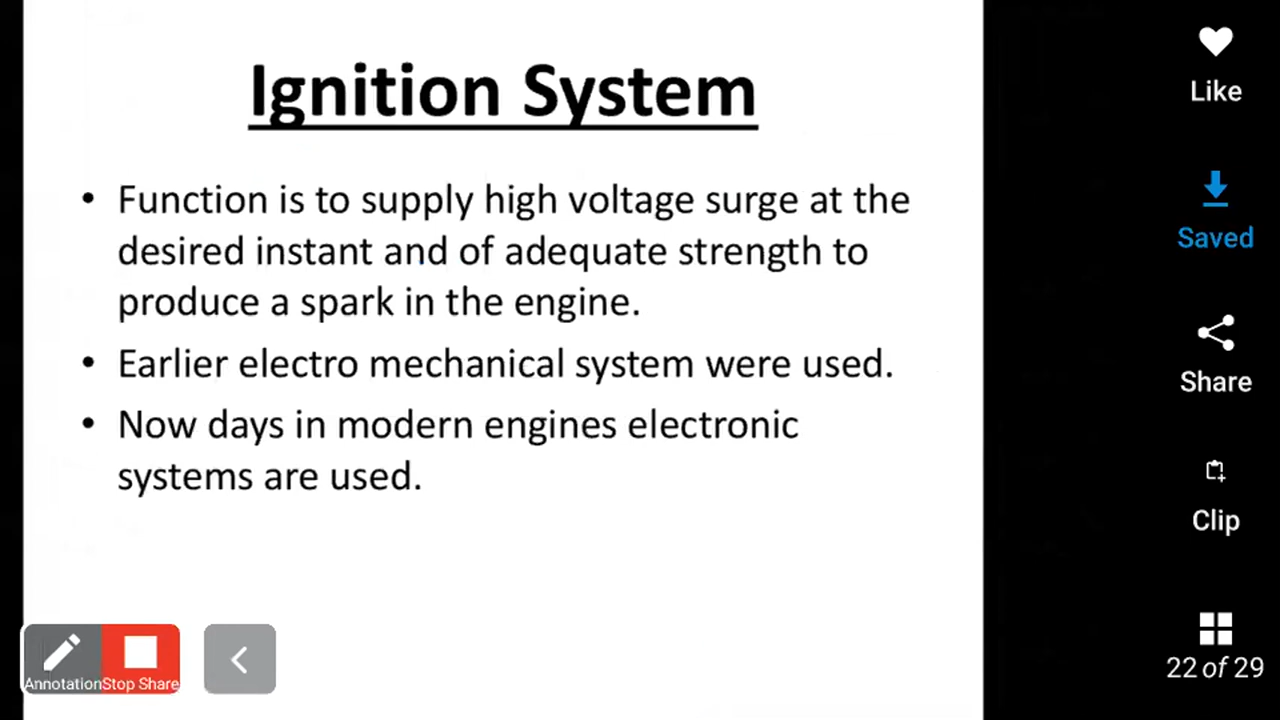 Ignition System
• Function is to supply high voltage surge at the
desired instant and of adequate strength to
produce a spark in the engine.
• Earlier electro mechanical system were used.
• Now days in modern engines electronic
systems are used.
Like
Saved
Share
Clip
22 of 29
Annotation
Stop Share